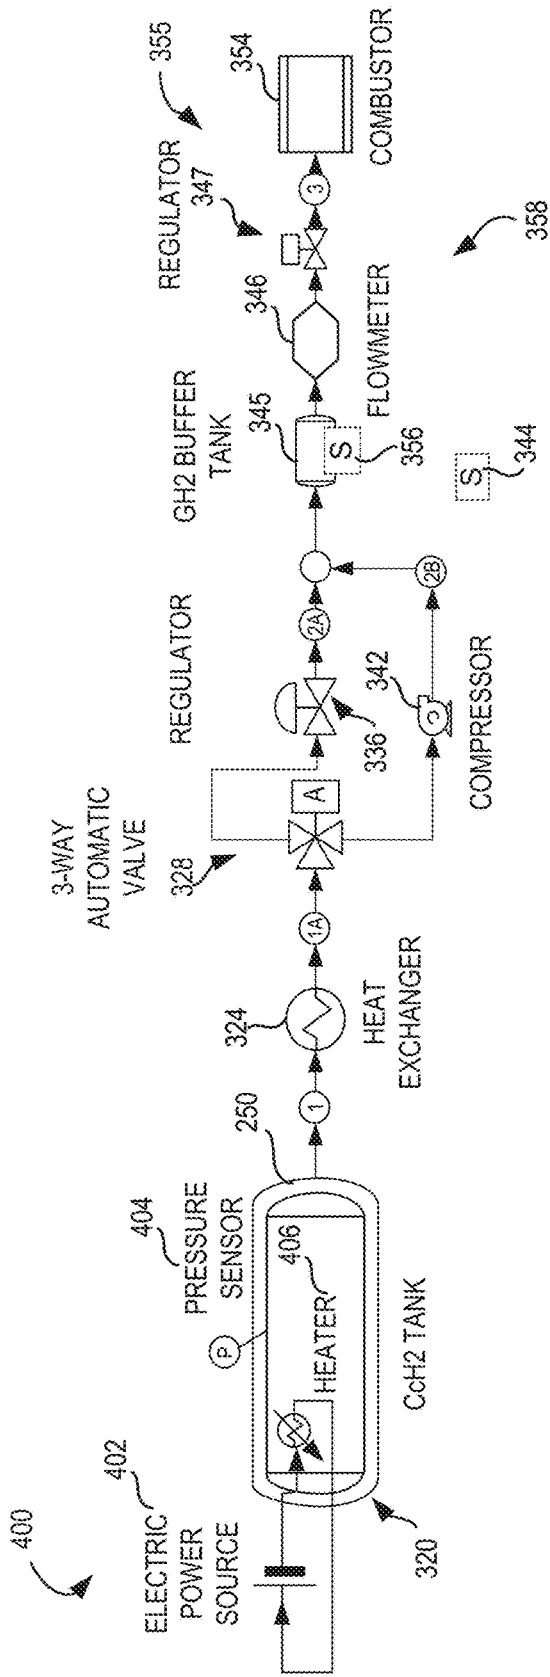 400
ELECTRIC
POWER
SOURCE
402
PRESSURE
SENSOR
404
P
HEATER
406
250
320
CcH2 TANK
1
324
HEAT
EXCHANGER
1A
3-WAY
AUTOMATIC
VALVE
328
A
REGULATOR
336
2A
342
COMPRESSOR
2B
GH2 BUFFER
TANK
345
S
356
S
344
346
FLOWMETER
REGULATOR
347
3
355
354
COMBUSTOR
358